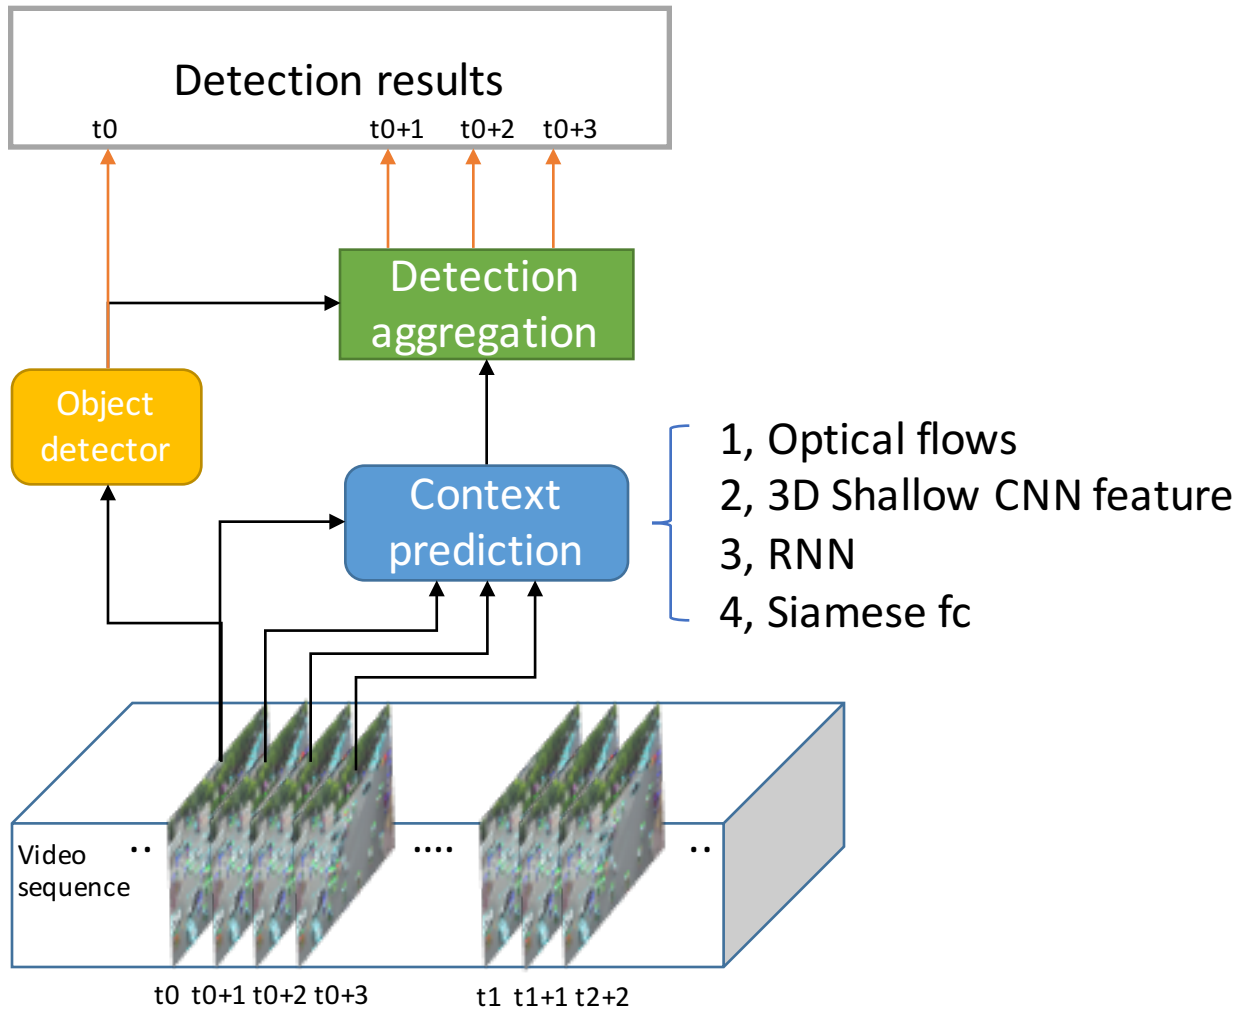 Detection results
t0 t0+1 t0+2 t0+3
Detection
aggregation
Object
detector
Context
prediction
1, Optical flows
2, 3D Shallow CNN feature
3, RNN
4, Siamese fc
Video
sequence
..
....
..
t0 t0+1 t0+2 t0+3 t1 t1+1 t2+2